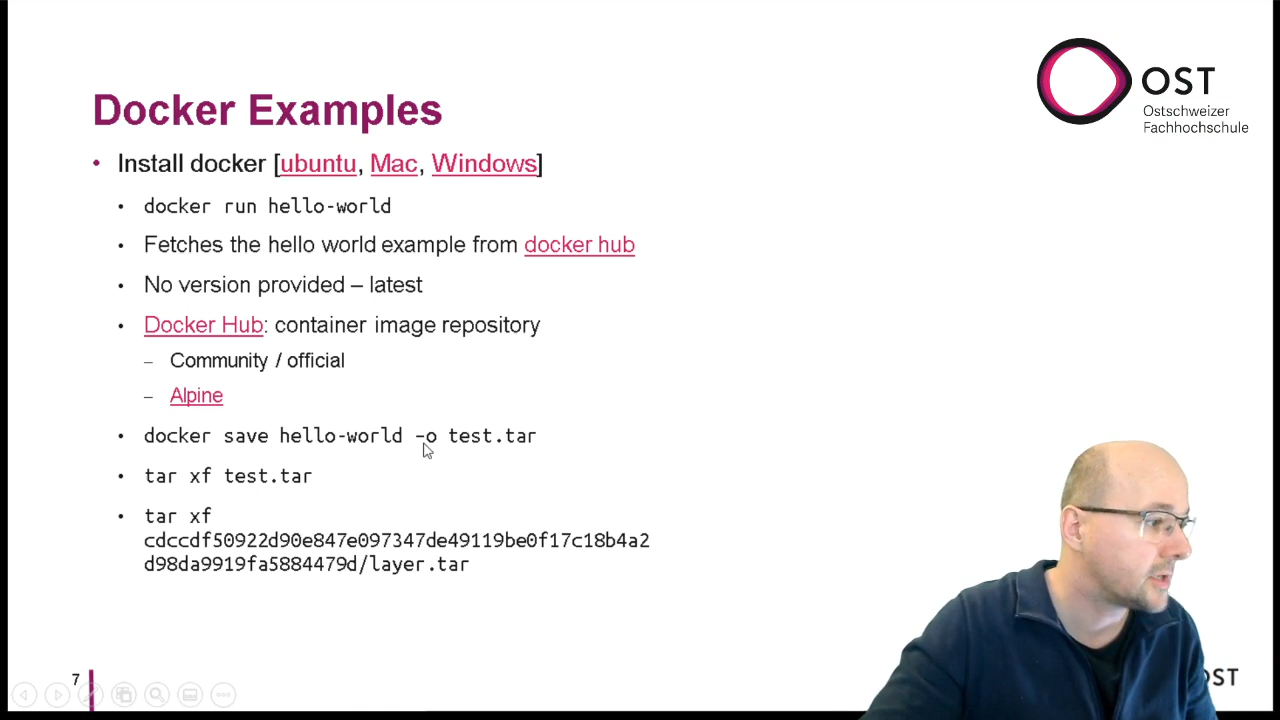 OST
Ostschweizer
Fachhochschule
Docker Examples
• Install docker [ubuntu, Mac, Windows]
• docker run hello-world
• Fetches the hello world example from docker hub
• No version provided – latest
• Docker Hub: container image repository
– Community / official
– Alpine
• docker save hello-world -o test.tar
• tar xf test.tar
• tar xf
cdccdf50922d90e847e097347de49119be0f17c18b4a2
d98da9919fa5884479d/layer.tar
7
OST